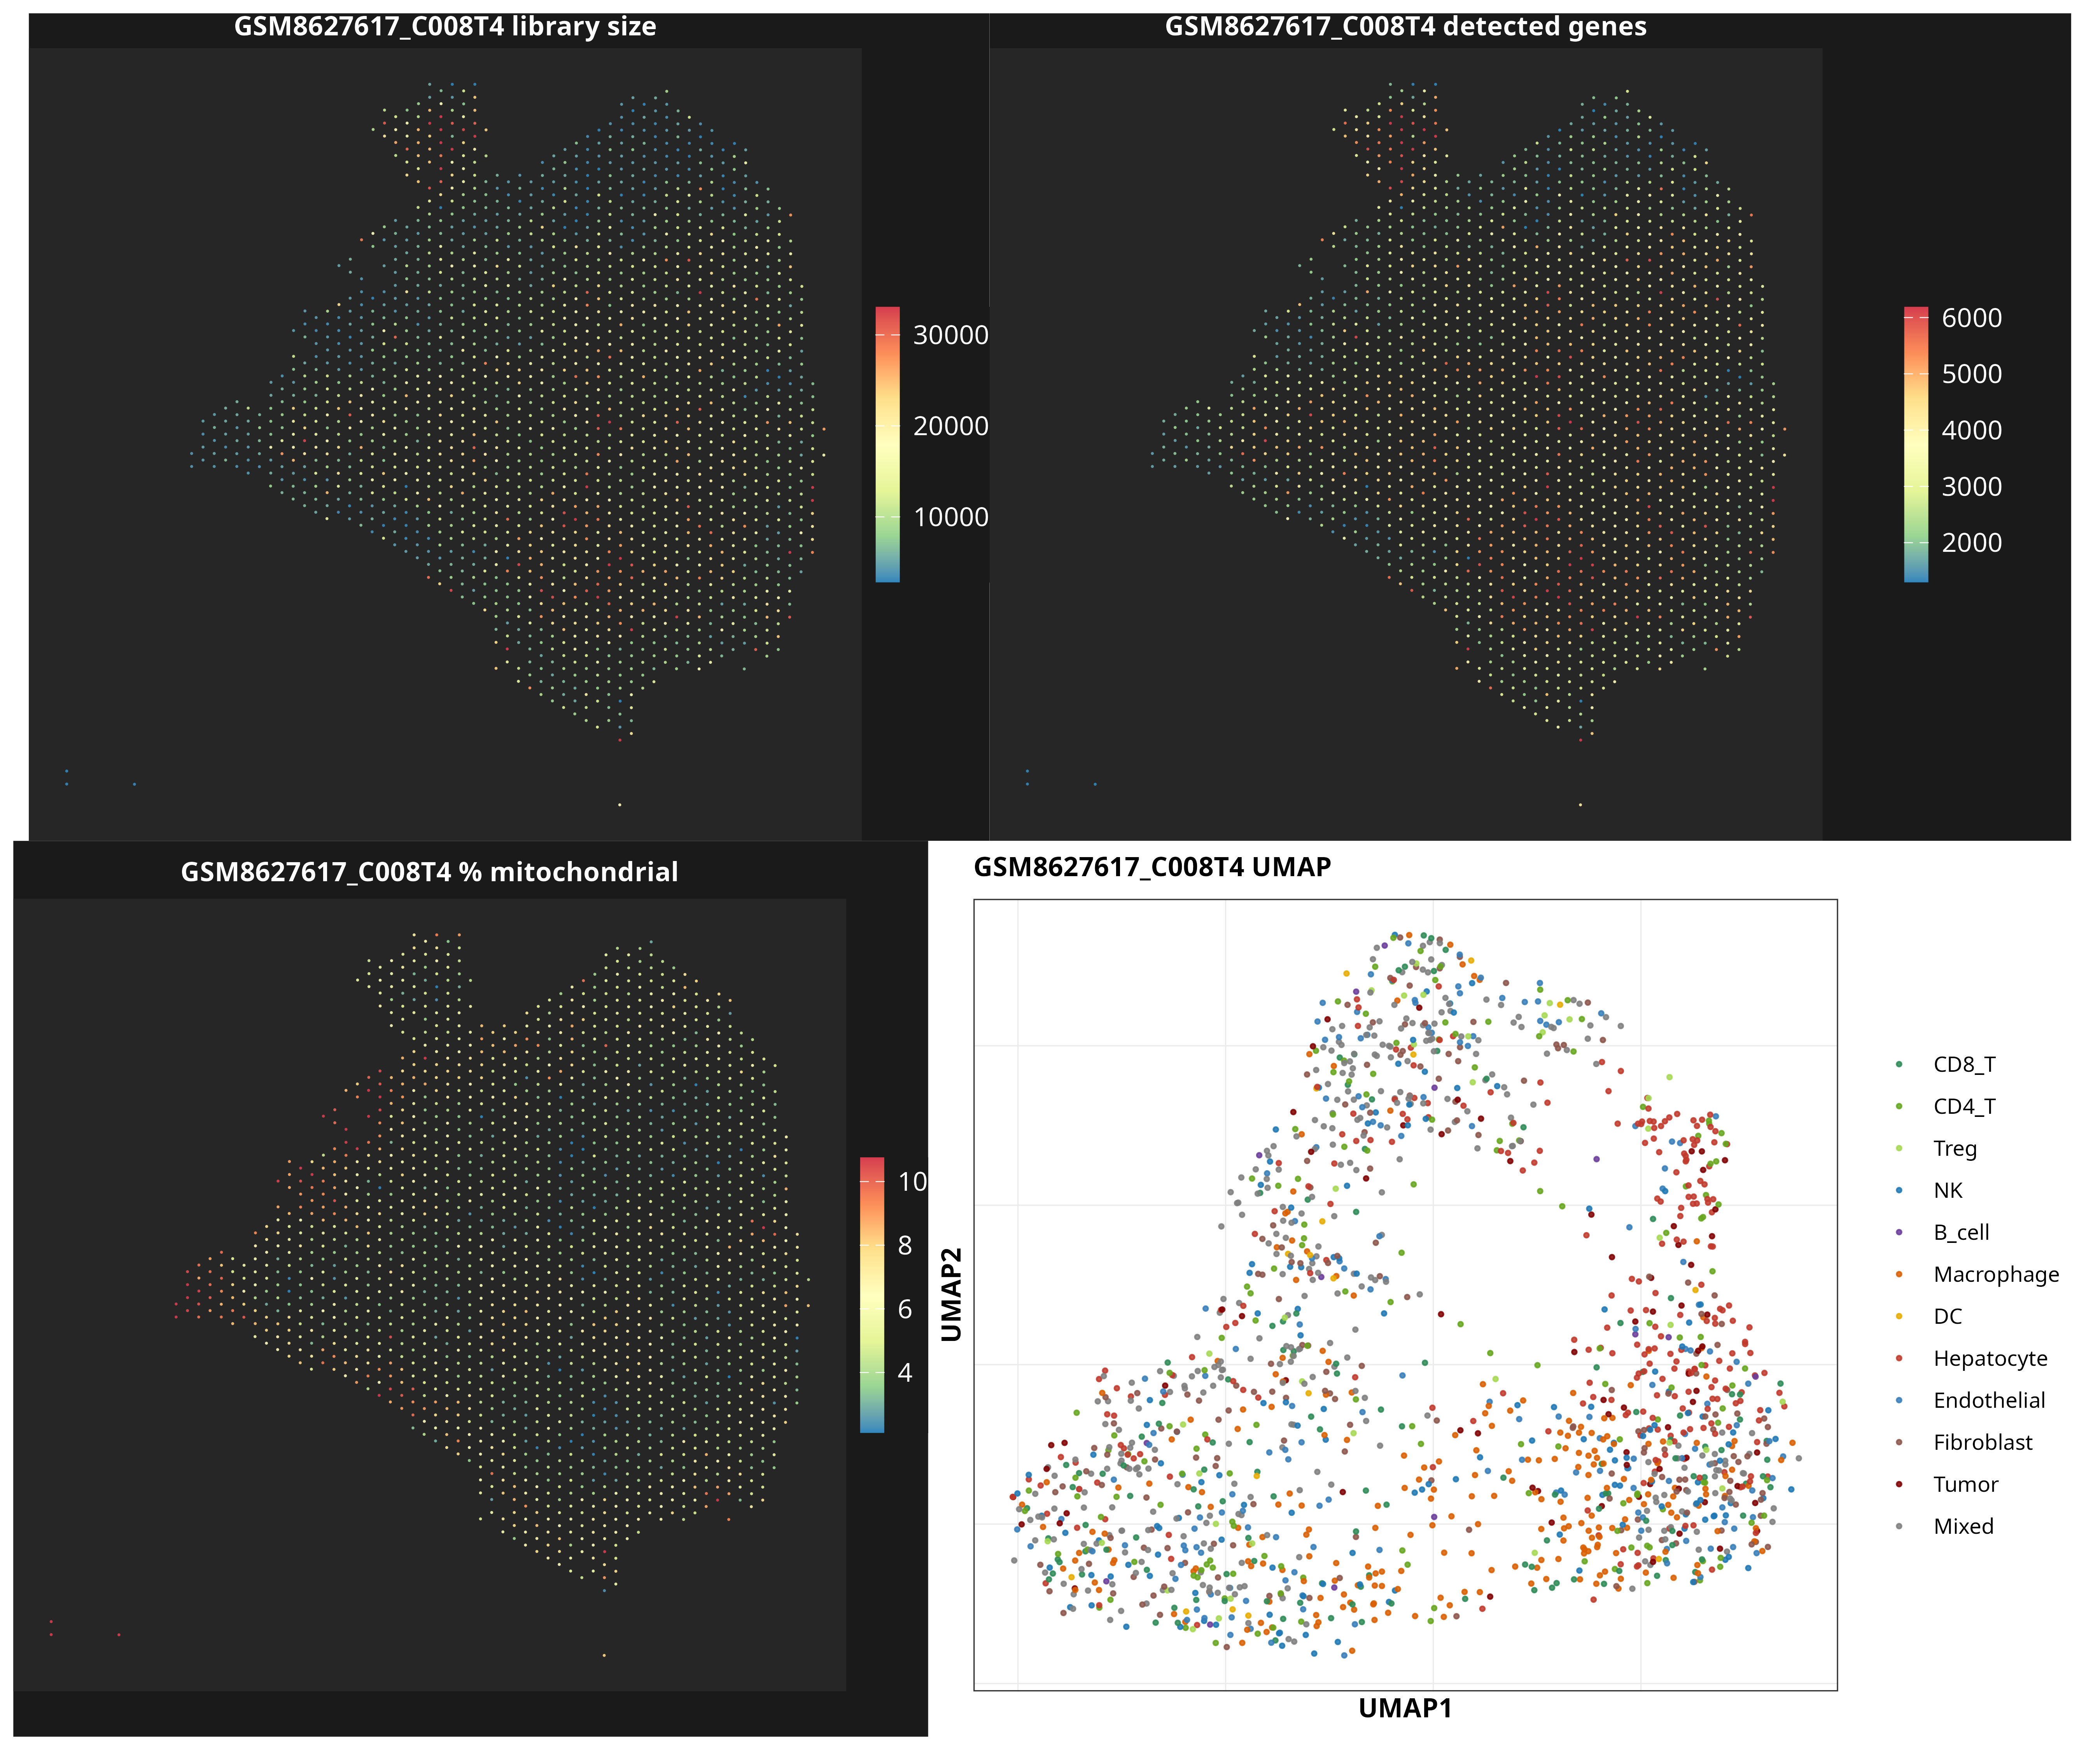 GSM8627617_C008T4 library size
30000
20000
10000
GSM8627617_C008T4 detected genes
6000
5000
4000
3000
2000
GSM8627617_C008T4 % mitochondrial
10
8
6
4
GSM8627617_C008T4 UMAP
UMAP2
UMAP1
CD8_T
CD4_T
Treg
NK
B_cell
Macrophage
DC
Hepatocyte
Endothelial
Fibroblast
Tumor
Mixed